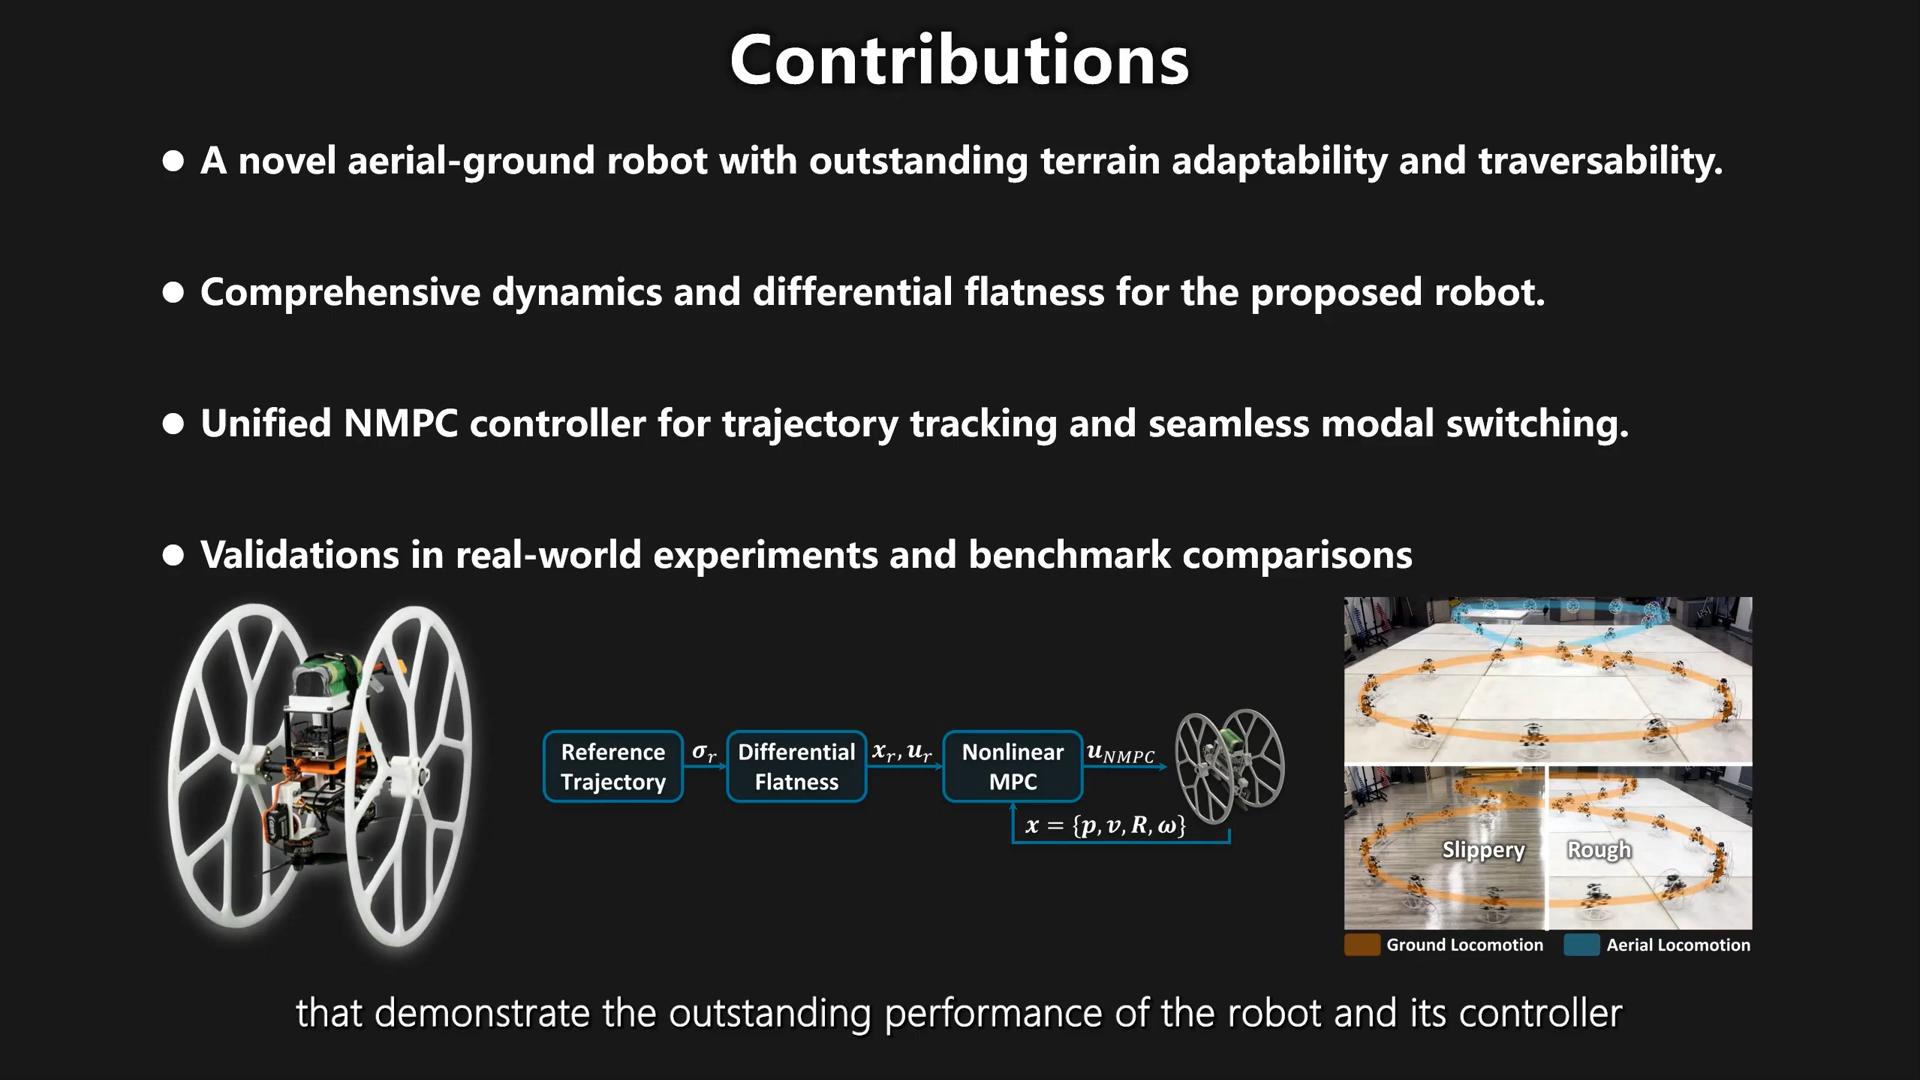 Contributions
● A novel aerial-ground robot with outstanding terrain adaptability and traversability.
● Comprehensive dynamics and differential flatness for the proposed robot.
● Unified NMPC controller for trajectory tracking and seamless modal switching.
● Validations in real-world experiments and benchmark comparisons
Reference
Trajectory
σᵣ
Differential
Flatness
xᵣ, uᵣ
Nonlinear
MPC
u_NMPC
x = {p, v, R, ω}
Slippery
Rough
Ground Locomotion
Aerial Locomotion
that demonstrate the outstanding performance of the robot and its controller